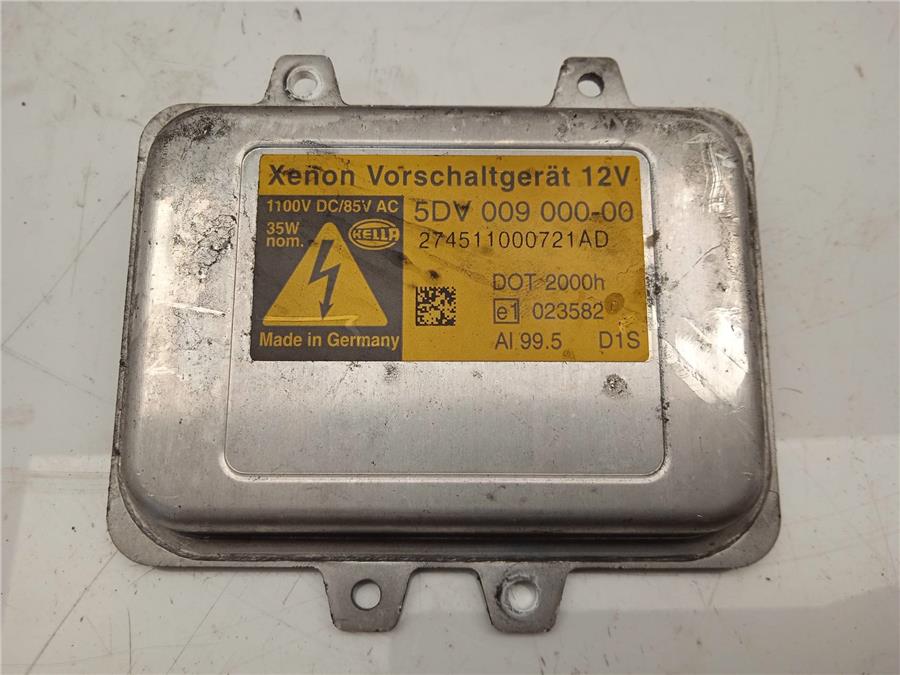 Xenon Vorschaltgerät 12V
1100V DC/85V AC
35W
nom.
HELLA
5DV 009 000-00
274511000721AD
DOT 2000h
e1 023582
Al 99.5 D1S
Made in Germany